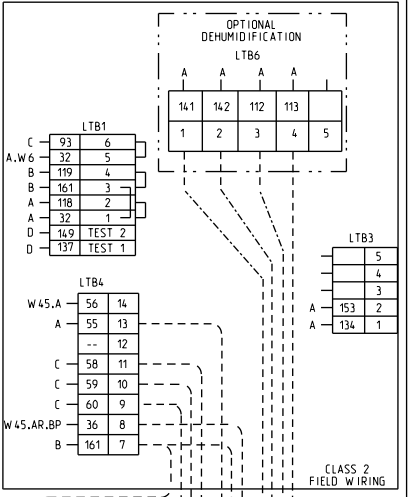 OPTIONAL
DEHUMIDIFICATION
LTB6
A A A A
141 142 112 113
1 2 3 4 5
LTB1
C 93 6
A.W6 32 5
B 119 4
B 161 3
A 118 2
A 32 1
D 149 TEST 2
D 137 TEST 1
LTB3
5
4
3
A 153 2
A 134 1
LTB4
W45.A 56 14
A 55 13
-- 12
C 58 11
C 59 10
C 60 9
W45.AR.BP 36 8
B 161 7
CLASS 2
FIELD WIRING